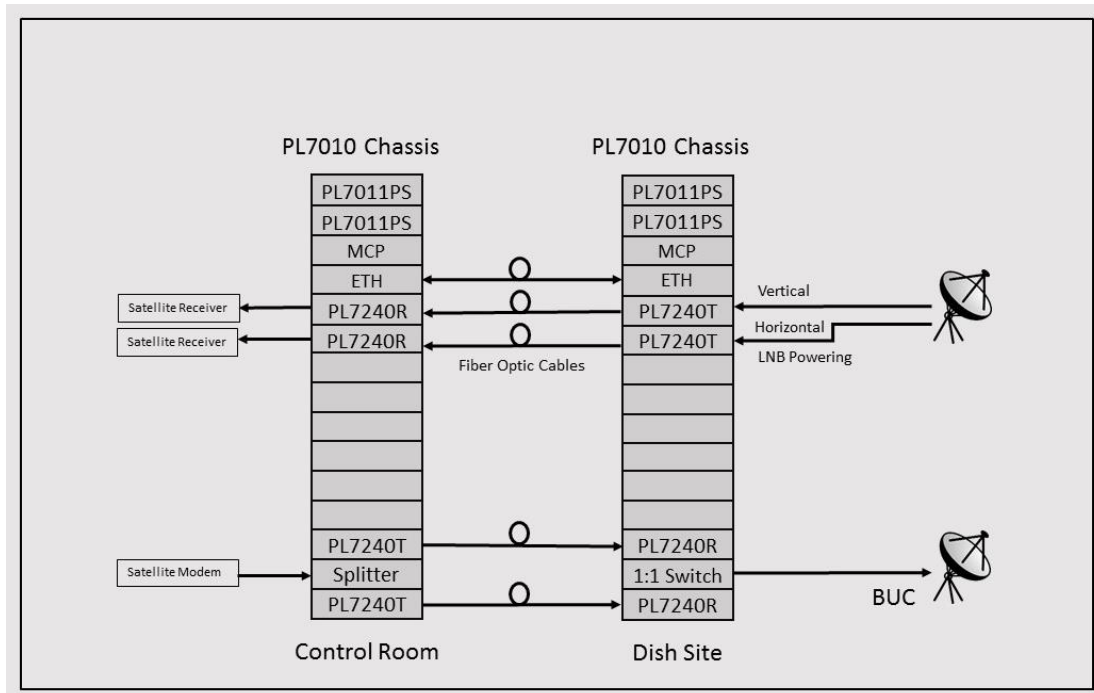 PL7010 Chassis
PL7010 Chassis
PL7011PS
PL7011PS
PL7011PS
PL7011PS
MCP
MCP
ETH
ETH
Vertical
Satellite Receiver
PL7240R
PL7240T
Horizontal
Satellite Receiver
PL7240R
PL7240T
Fiber Optic Cables
LNB Powering
PL7240T
PL7240R
Satellite Modem
Splitter
1:1 Switch
BUC
PL7240T
PL7240R
Control Room
Dish Site